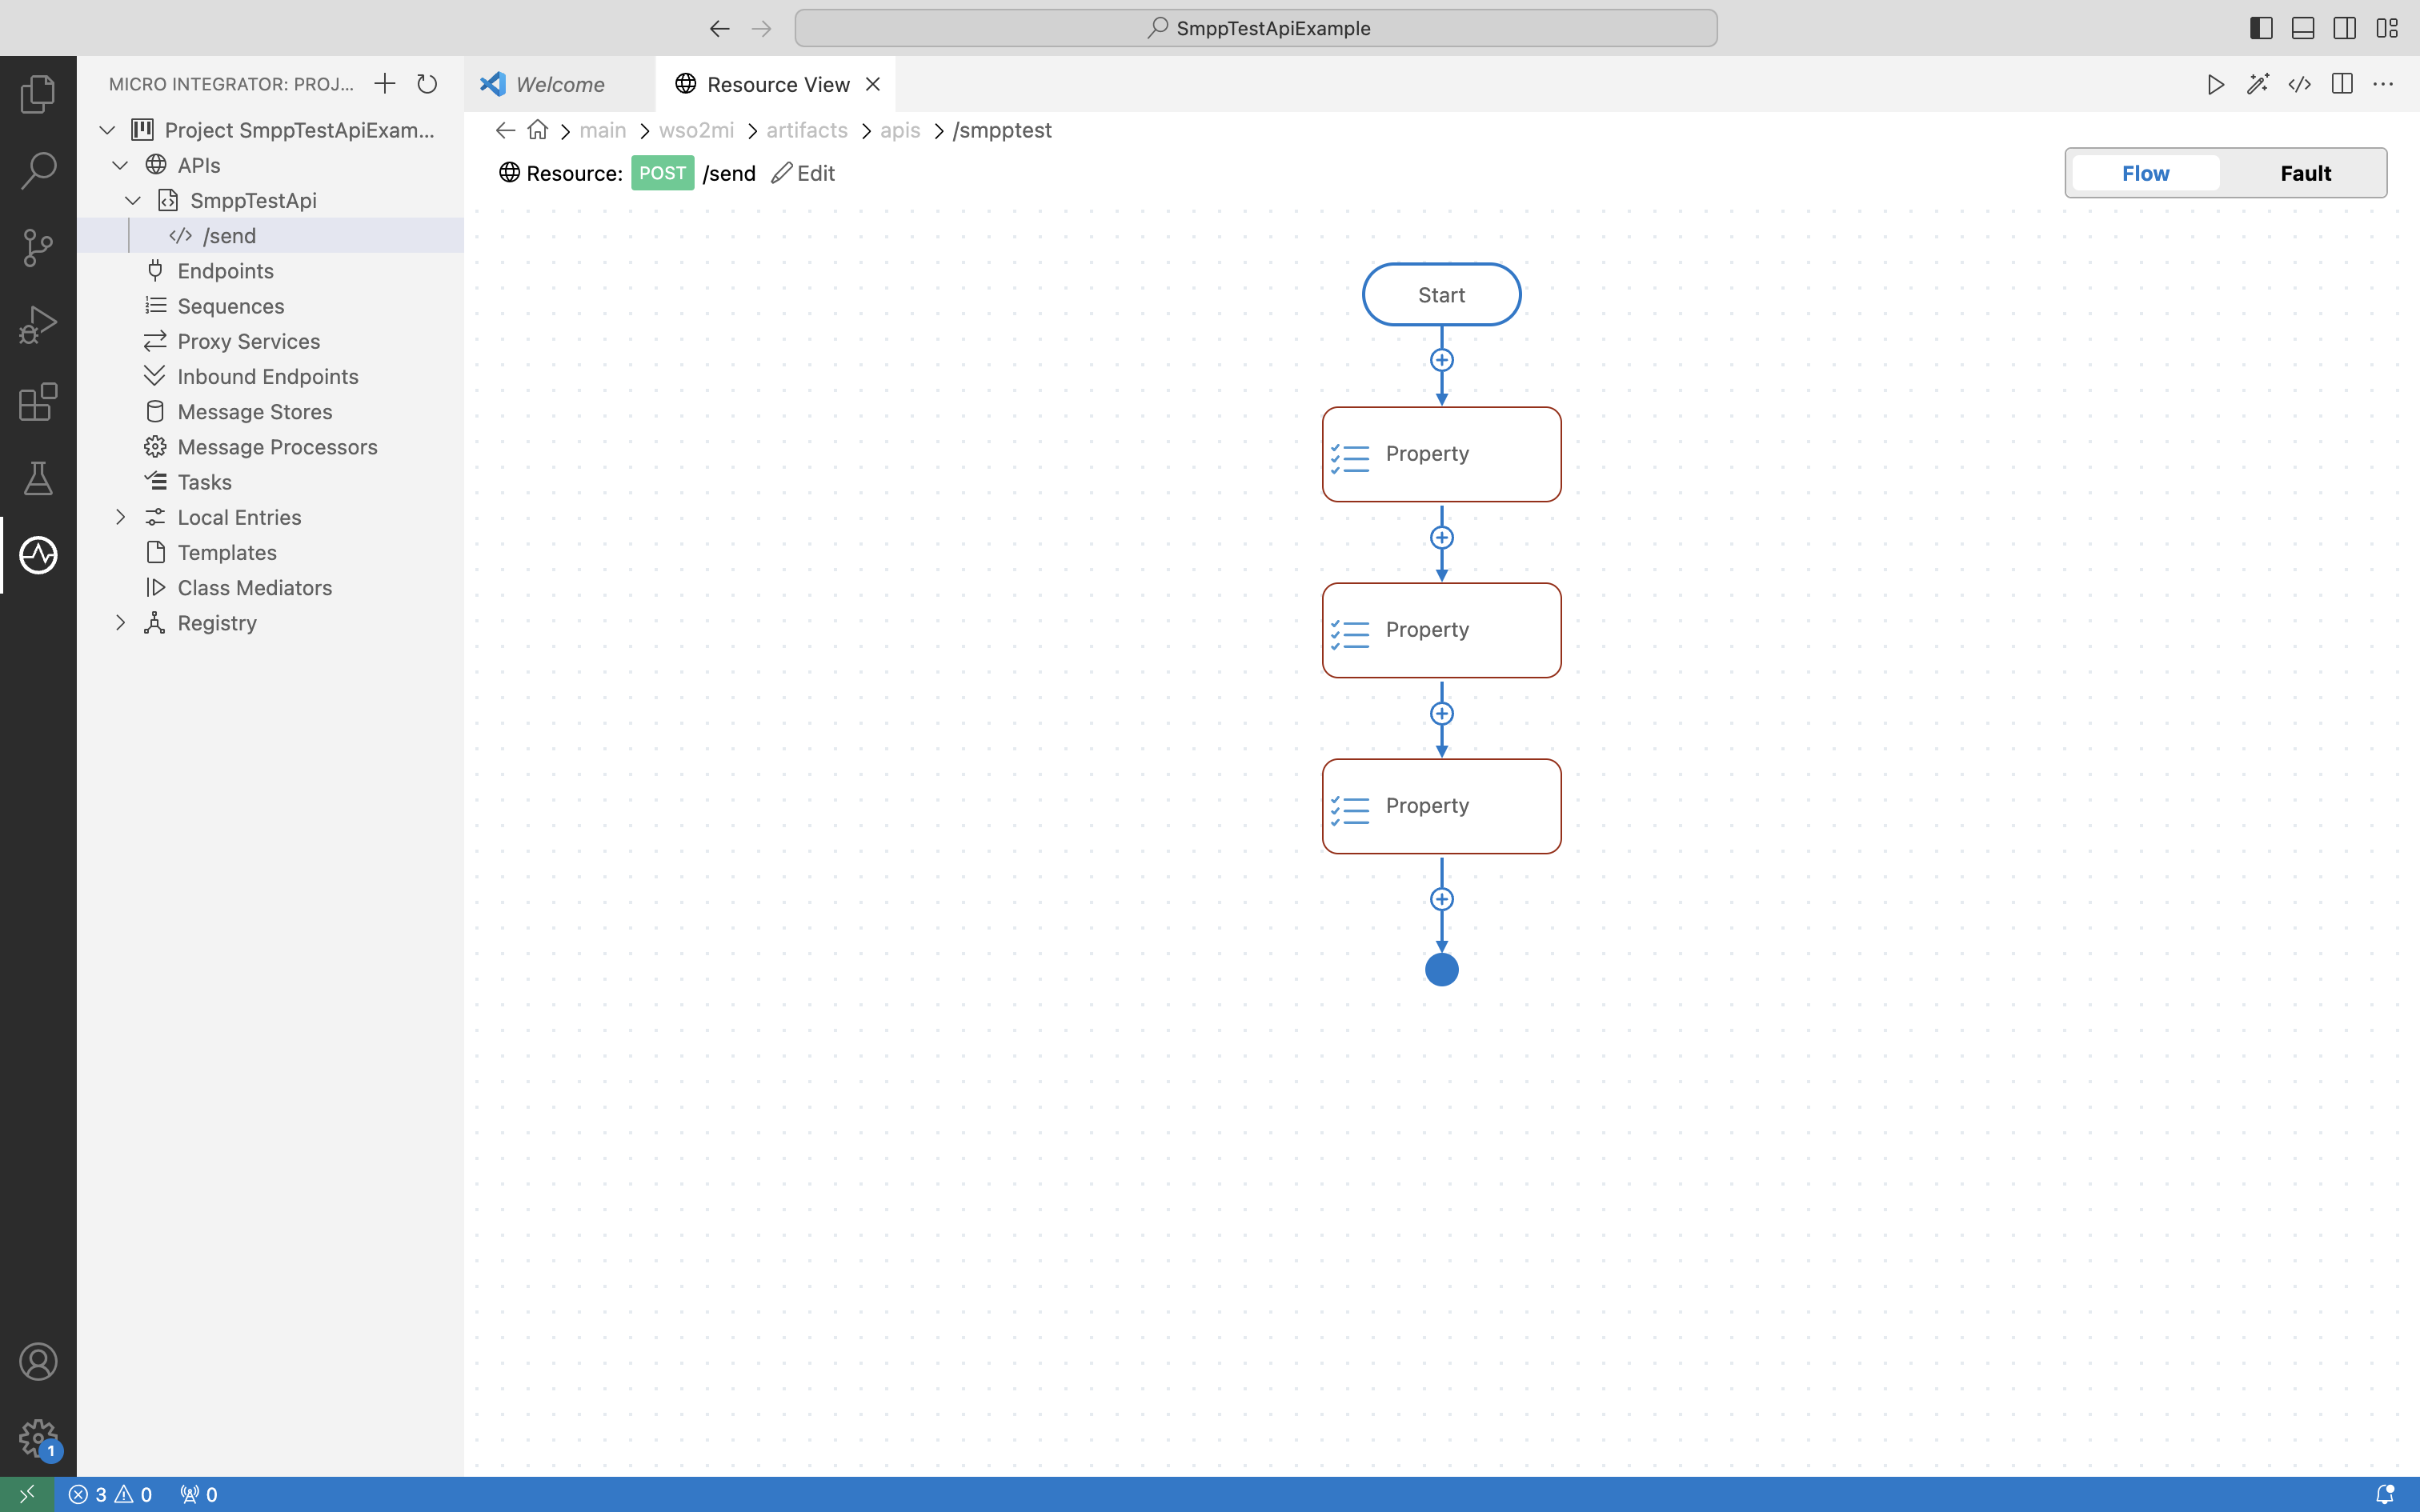 SmppTestApiExample
MICRO INTEGRATOR: PROJ...
Welcome
Resource View
Project SmppTestApiExam...
APIs
SmppTestApi
/send
Endpoints
Sequences
Proxy Services
Inbound Endpoints
Message Stores
Message Processors
Tasks
Local Entries
Templates
Class Mediators
Registry
main wso2mi artifacts apis /smpptest
Resource: POST /send Edit
Flow Fault
Start
Property
Property
Property
1
3 0 0